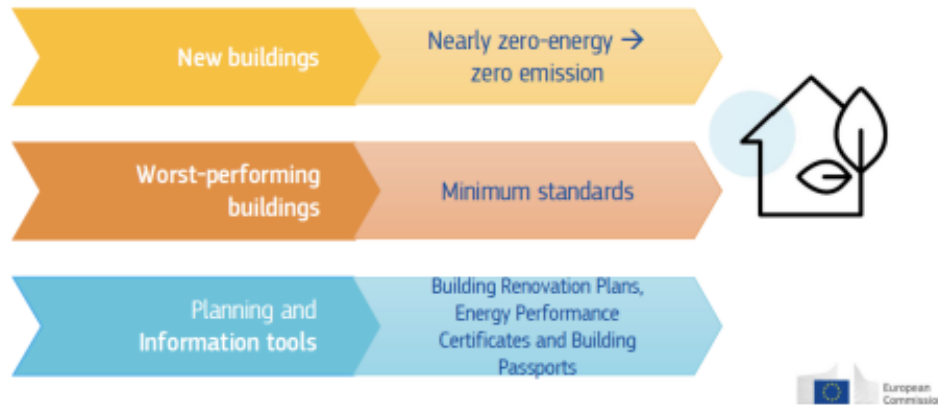 New buildings
Nearly zero-energy →
zero emission
Worst-performing
buildings
Minimum standards
Planning and
Information tools
Building Renovation Plans,
Energy Performance
Certificates and Building
Passports
European